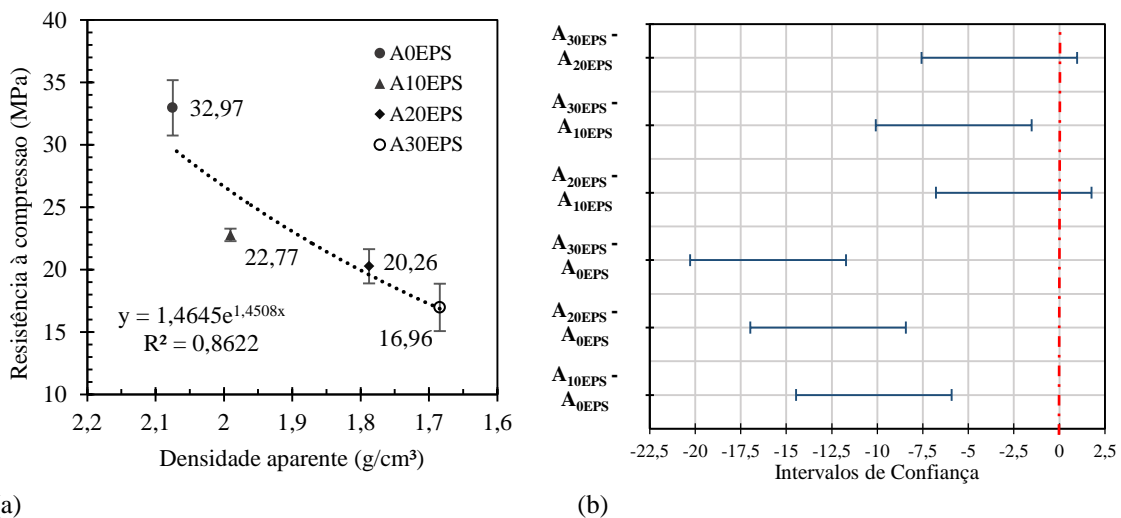 40
35
30
25
20
15
10
Resistência à compressao (MPa)
A0EPS
A10EPS
A20EPS
A30EPS
32,97
22,77
20,26
16,96
y = 1,4645e^1,4508x
R² = 0,8622
2,2 2,1 2 1,9 1,8 1,7 1,6
Densidade aparente (g/cm³)
a)
(b)
A30EPS -
A20EPS
A30EPS -
A10EPS
A20EPS -
A10EPS
A30EPS -
A0EPS
A20EPS -
A0EPS
A10EPS -
A0EPS
-22,5 -20 -17,5 -15 -12,5 -10 -7,5 -5 -2,5 0 2,5
Intervalos de Confiança